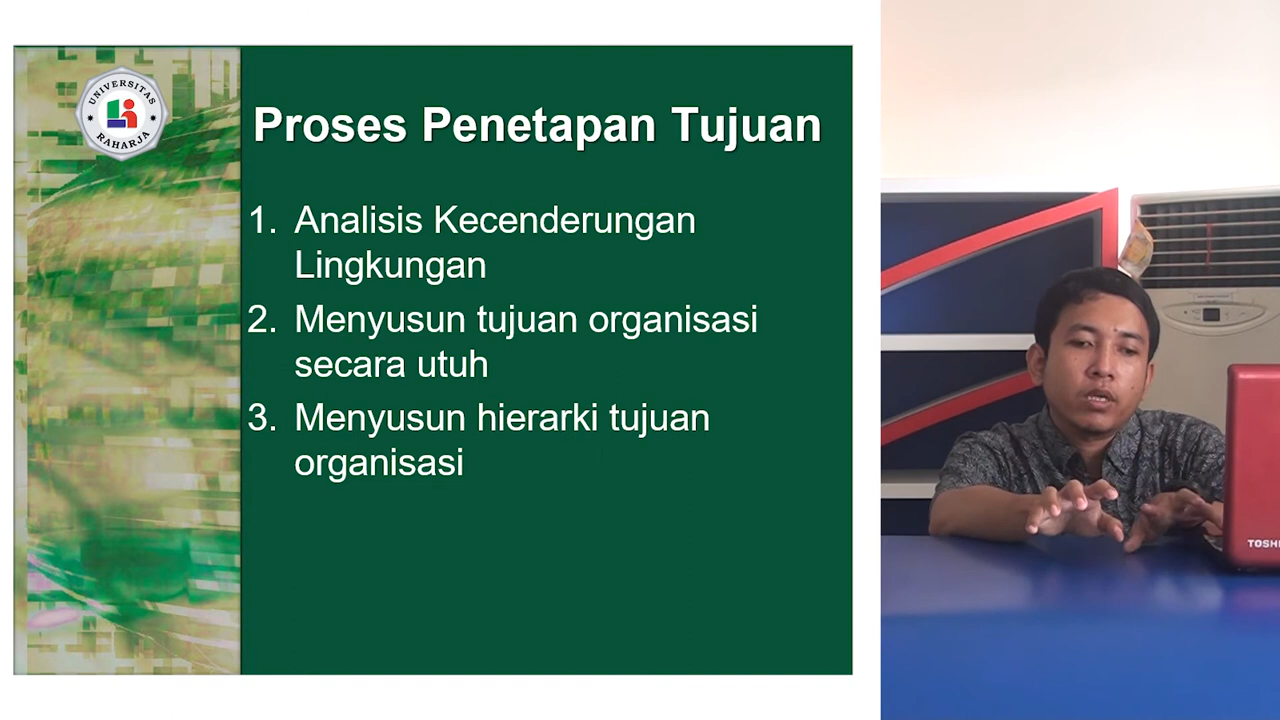 UNIVERSITAS
RAHARJA
Proses Penetapan Tujuan
1. Analisis Kecenderungan
Lingkungan
2. Menyusun tujuan organisasi
secara utuh
3. Menyusun hierarki tujuan
organisasi